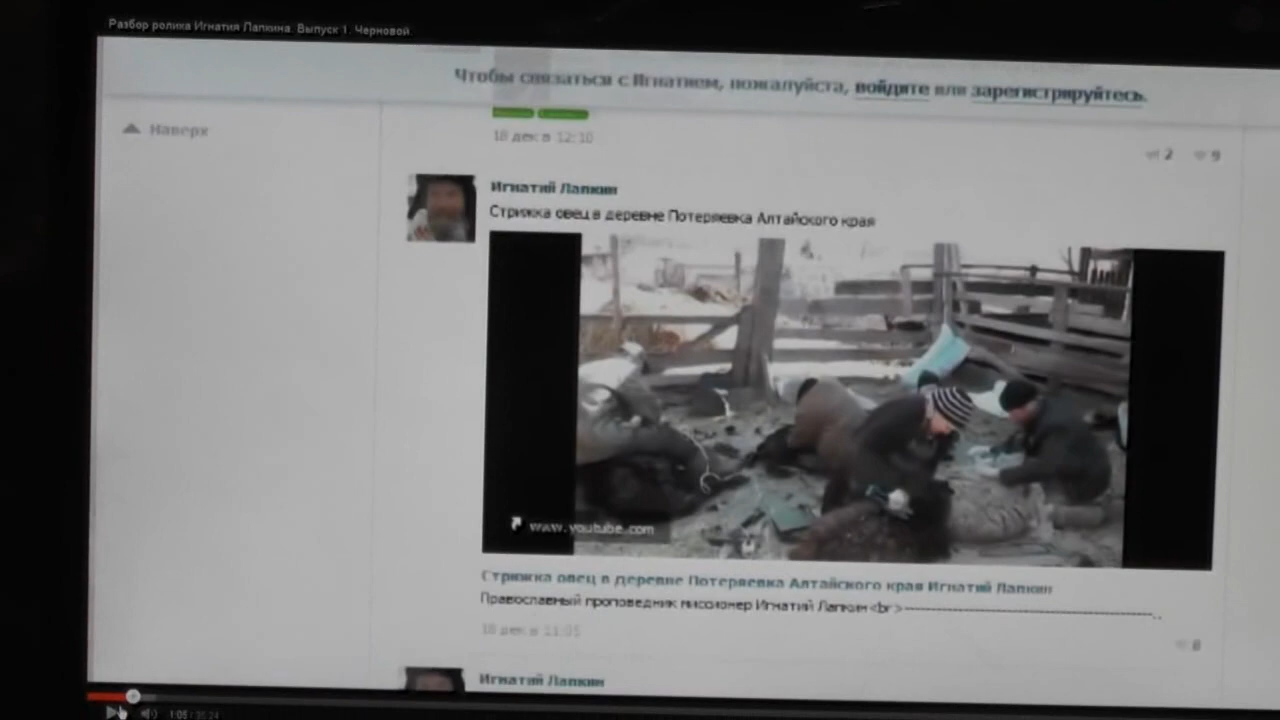 Разбор ролика Игнатия Лапкина. Выпуск 1. Черновой.
Чтобы связаться с Игнатием, пожалуйста, войдите или зарегистрируйтесь.
Наверх
18 дек в 12:10
2 9
Игнатий Лапкин
Стрижка овец в деревне Потеряевка Алтайского края
www.youtube.com
Стрижка овец в деревне Потеряевка Алтайского края Игнатий Лапкин
Православный проповедник миссионер Игнатий Лапкин<br>---------------------------------------------..
18 дек в 11:05
8
Игнатий Лапкин
1:05